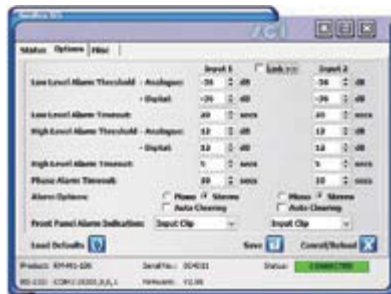 Status Options Misc
Input 1 Link >> Input 2
Low Level Alarm Threshold - Analogue: -36 dB -36 dB
- Digital: -36 dB -36 dB
Low Level Alarm Timeout: 20 secs 20 secs
High Level Alarm Threshold - Analogue: 12 dB 12 dB
- Digital: 12 dB 12 dB
High Level Alarm Timeout: 5 secs 5 secs
Phase Alarm Timeout: 20 secs 20 secs
Alarm Options: Mono Stereo Mono Stereo
Auto Clearing Auto Clearing
Front Panel Alarm Indication: Input Clip Input Clip
Load Defaults Save Cancel/Reload
Product: Serial No.: Status: CONNECTED
Firmware: